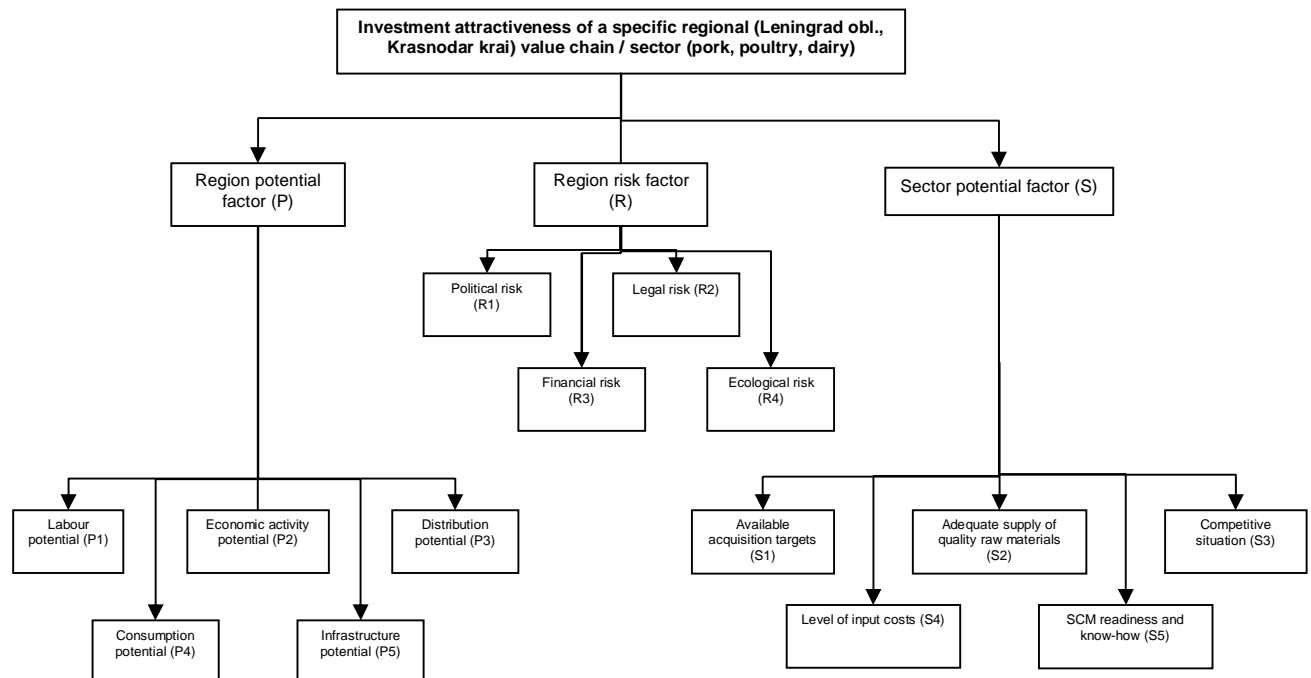 Investment attractiveness of a specific regional (Leningrad obl.,
Krasnodar krai) value chain / sector (pork, poultry, dairy)
Region potential
factor (P)
Region risk factor
(R)
Sector potential factor (S)
Political risk
(R1)
Legal risk (R2)
Financial risk
(R3)
Ecological risk
(R4)
Labour
potential (P1)
Economic activity
potential (P2)
Distribution
potential (P3)
Available
acquisition targets
(S1)
Adequate supply of
quality raw materials
(S2)
Competitive
situation (S3)
Consumption
potential (P4)
Infrastructure
potential (P5)
Level of input costs (S4)
SCM readiness and
know-how (S5)